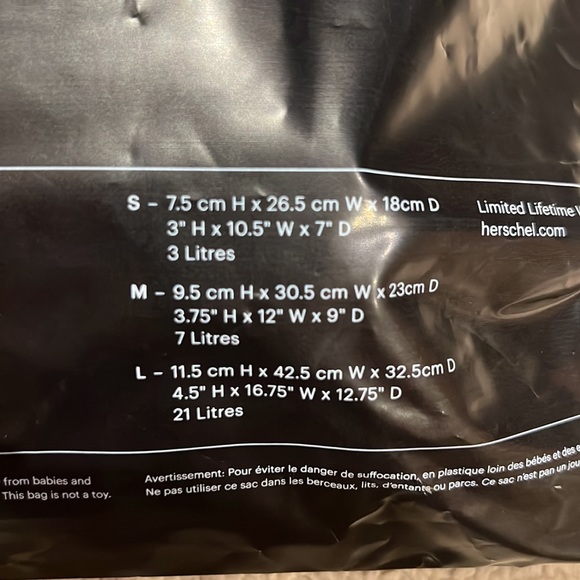 S – 7.5 cm H x 26.5 cm W x 18cm D
3" H x 10.5" W x 7" D
3 Litres
Limited Lifetime
herschel.com
M – 9.5 cm H x 30.5 cm W x 23cm D
3.75" H x 12" W x 9" D
7 Litres
L – 11.5 cm H x 42.5 cm W x 32.5cm D
4.5" H x 16.75" W x 12.75" D
21 Litres
from babies and
This bag is not a toy.
Avertissement: Pour éviter le danger de suffocation, en plastique loin des bébés et des
Ne pas utiliser ce sac dans les berceaux, lits, d'entants ou parcs. Ce sac n'est pan un